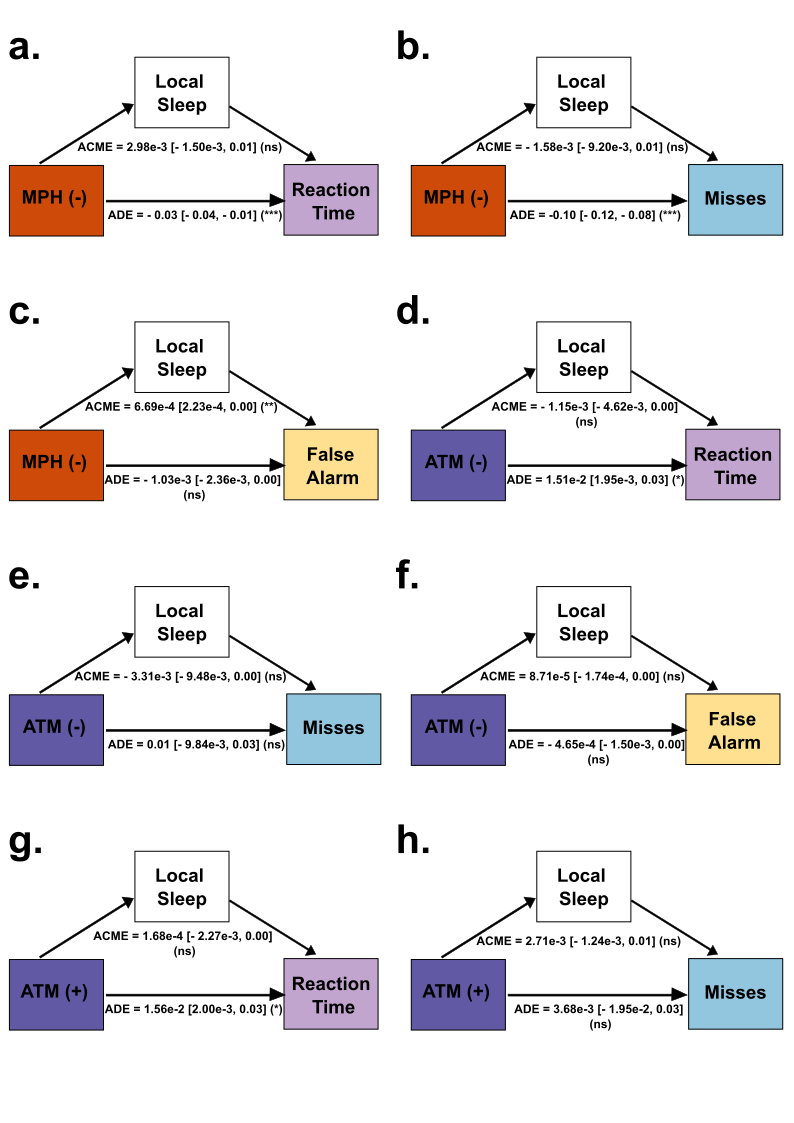 a.
Local
Sleep
ACME = 2.98e-3 [- 1.50e-3, 0.01] (ns)
MPH (-)
Reaction
Time
ADE = - 0.03 [- 0.04, - 0.01] (***)
b.
Local
Sleep
ACME = - 1.58e-3 [- 9.20e-3, 0.01] (ns)
MPH (-)
Misses
ADE = -0.10 [- 0.12, - 0.08] (***)
c.
Local
Sleep
ACME = 6.69e-4 [2.23e-4, 0.00] (**)
MPH (-)
False
Alarm
ADE = - 1.03e-3 [- 2.36e-3, 0.00]
(ns)
d.
Local
Sleep
ACME = - 1.15e-3 [- 4.62e-3, 0.00]
(ns)
ATM (-)
Reaction
Time
ADE = 1.51e-2 [1.95e-3, 0.03] (*)
e.
Local
Sleep
ACME = - 3.31e-3 [- 9.48e-3, 0.00] (ns)
ATM (-)
Misses
ADE = 0.01 [- 9.84e-3, 0.03] (ns)
f.
Local
Sleep
ACME = 8.71e-5 [- 1.74e-4, 0.00] (ns)
ATM (-)
False
Alarm
ADE = - 4.65e-4 [- 1.50e-3, 0.00]
(ns)
g.
Local
Sleep
ACME = 1.68e-4 [- 2.27e-3, 0.00]
(ns)
ATM (+)
Reaction
Time
ADE = 1.56e-2 [2.00e-3, 0.03] (*)
h.
Local
Sleep
ACME = 2.71e-3 [- 1.24e-3, 0.01] (ns)
ATM (+)
Misses
ADE = 3.68e-3 [- 1.95e-2, 0.03]
(ns)